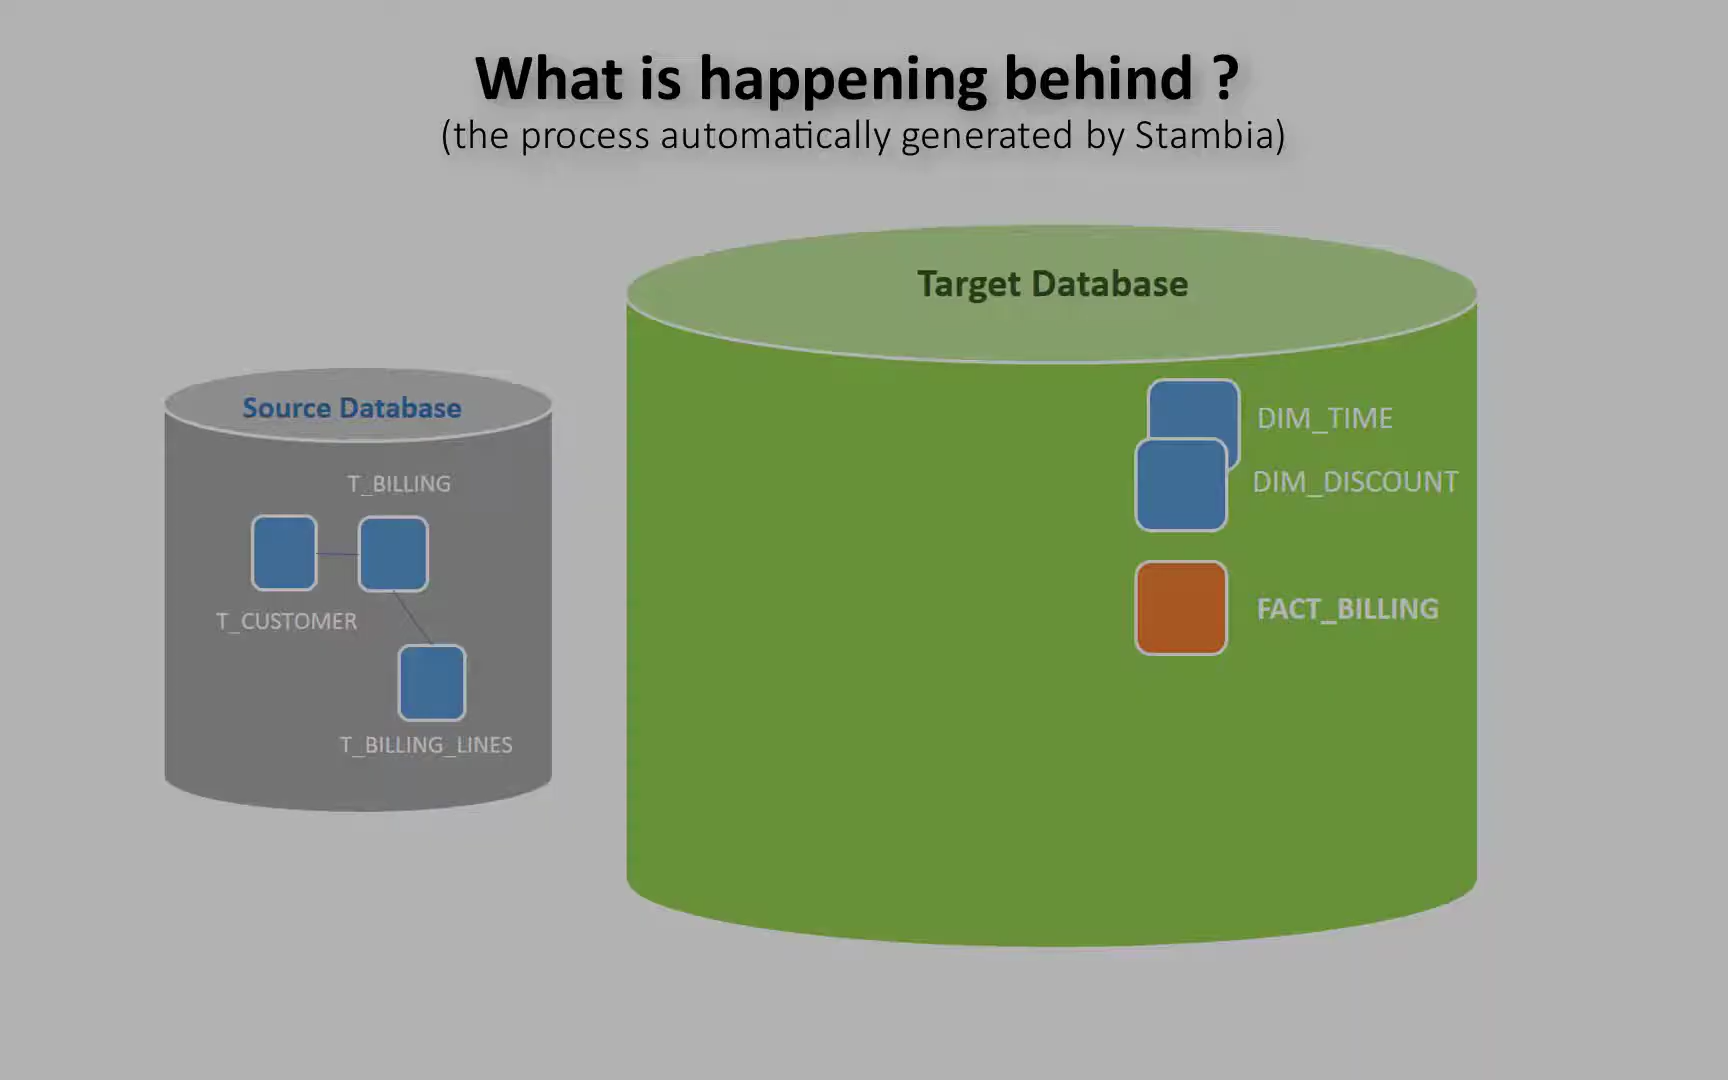 What is happening behind ?
(the process automatically generated by Stambia)
Target Database
DIM_TIME
DIM_DISCOUNT
FACT_BILLING
Source Database
T_BILLING
T_CUSTOMER
T_BILLING_LINES